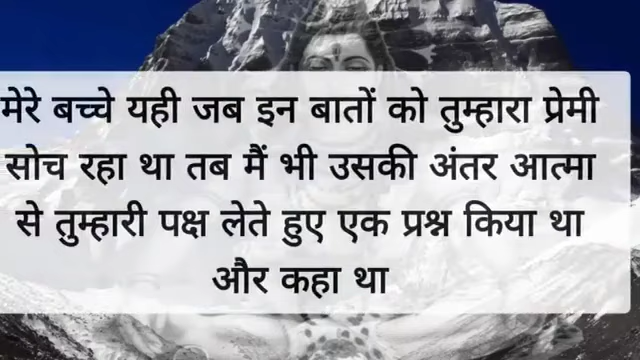 मेरे बच्चे यही जब इन बातों को तुम्हारा प्रेमी
सोच रहा था तब मैं भी उसकी अंतर आत्मा
से तुम्हारी पक्ष लेते हुए एक प्रश्न किया था
और कहा था